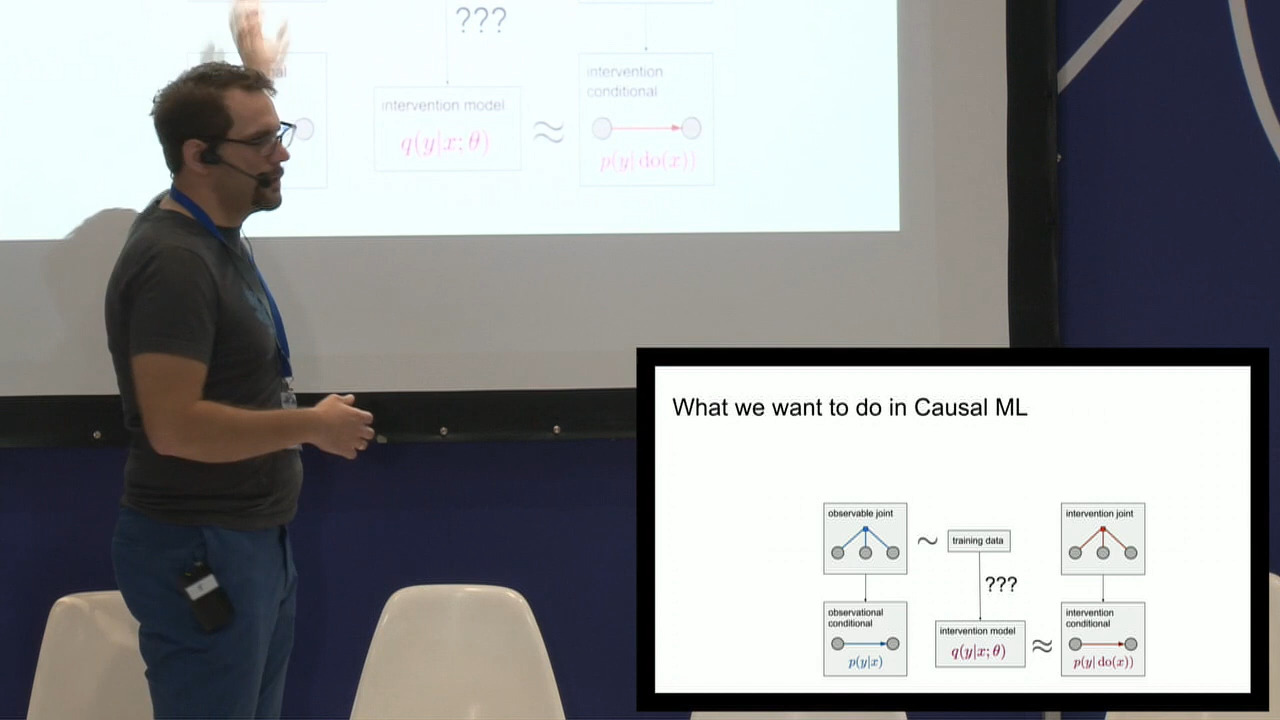 ???
intervention model
q(y|x;θ)
≈
intervention
conditional
p(y|do(x))
What we want to do in Causal ML
observable joint
~
training data
intervention joint
???
observational
conditional
p(y|x)
intervention model
q(y|x;θ)
≈
intervention
conditional
p(y|do(x))